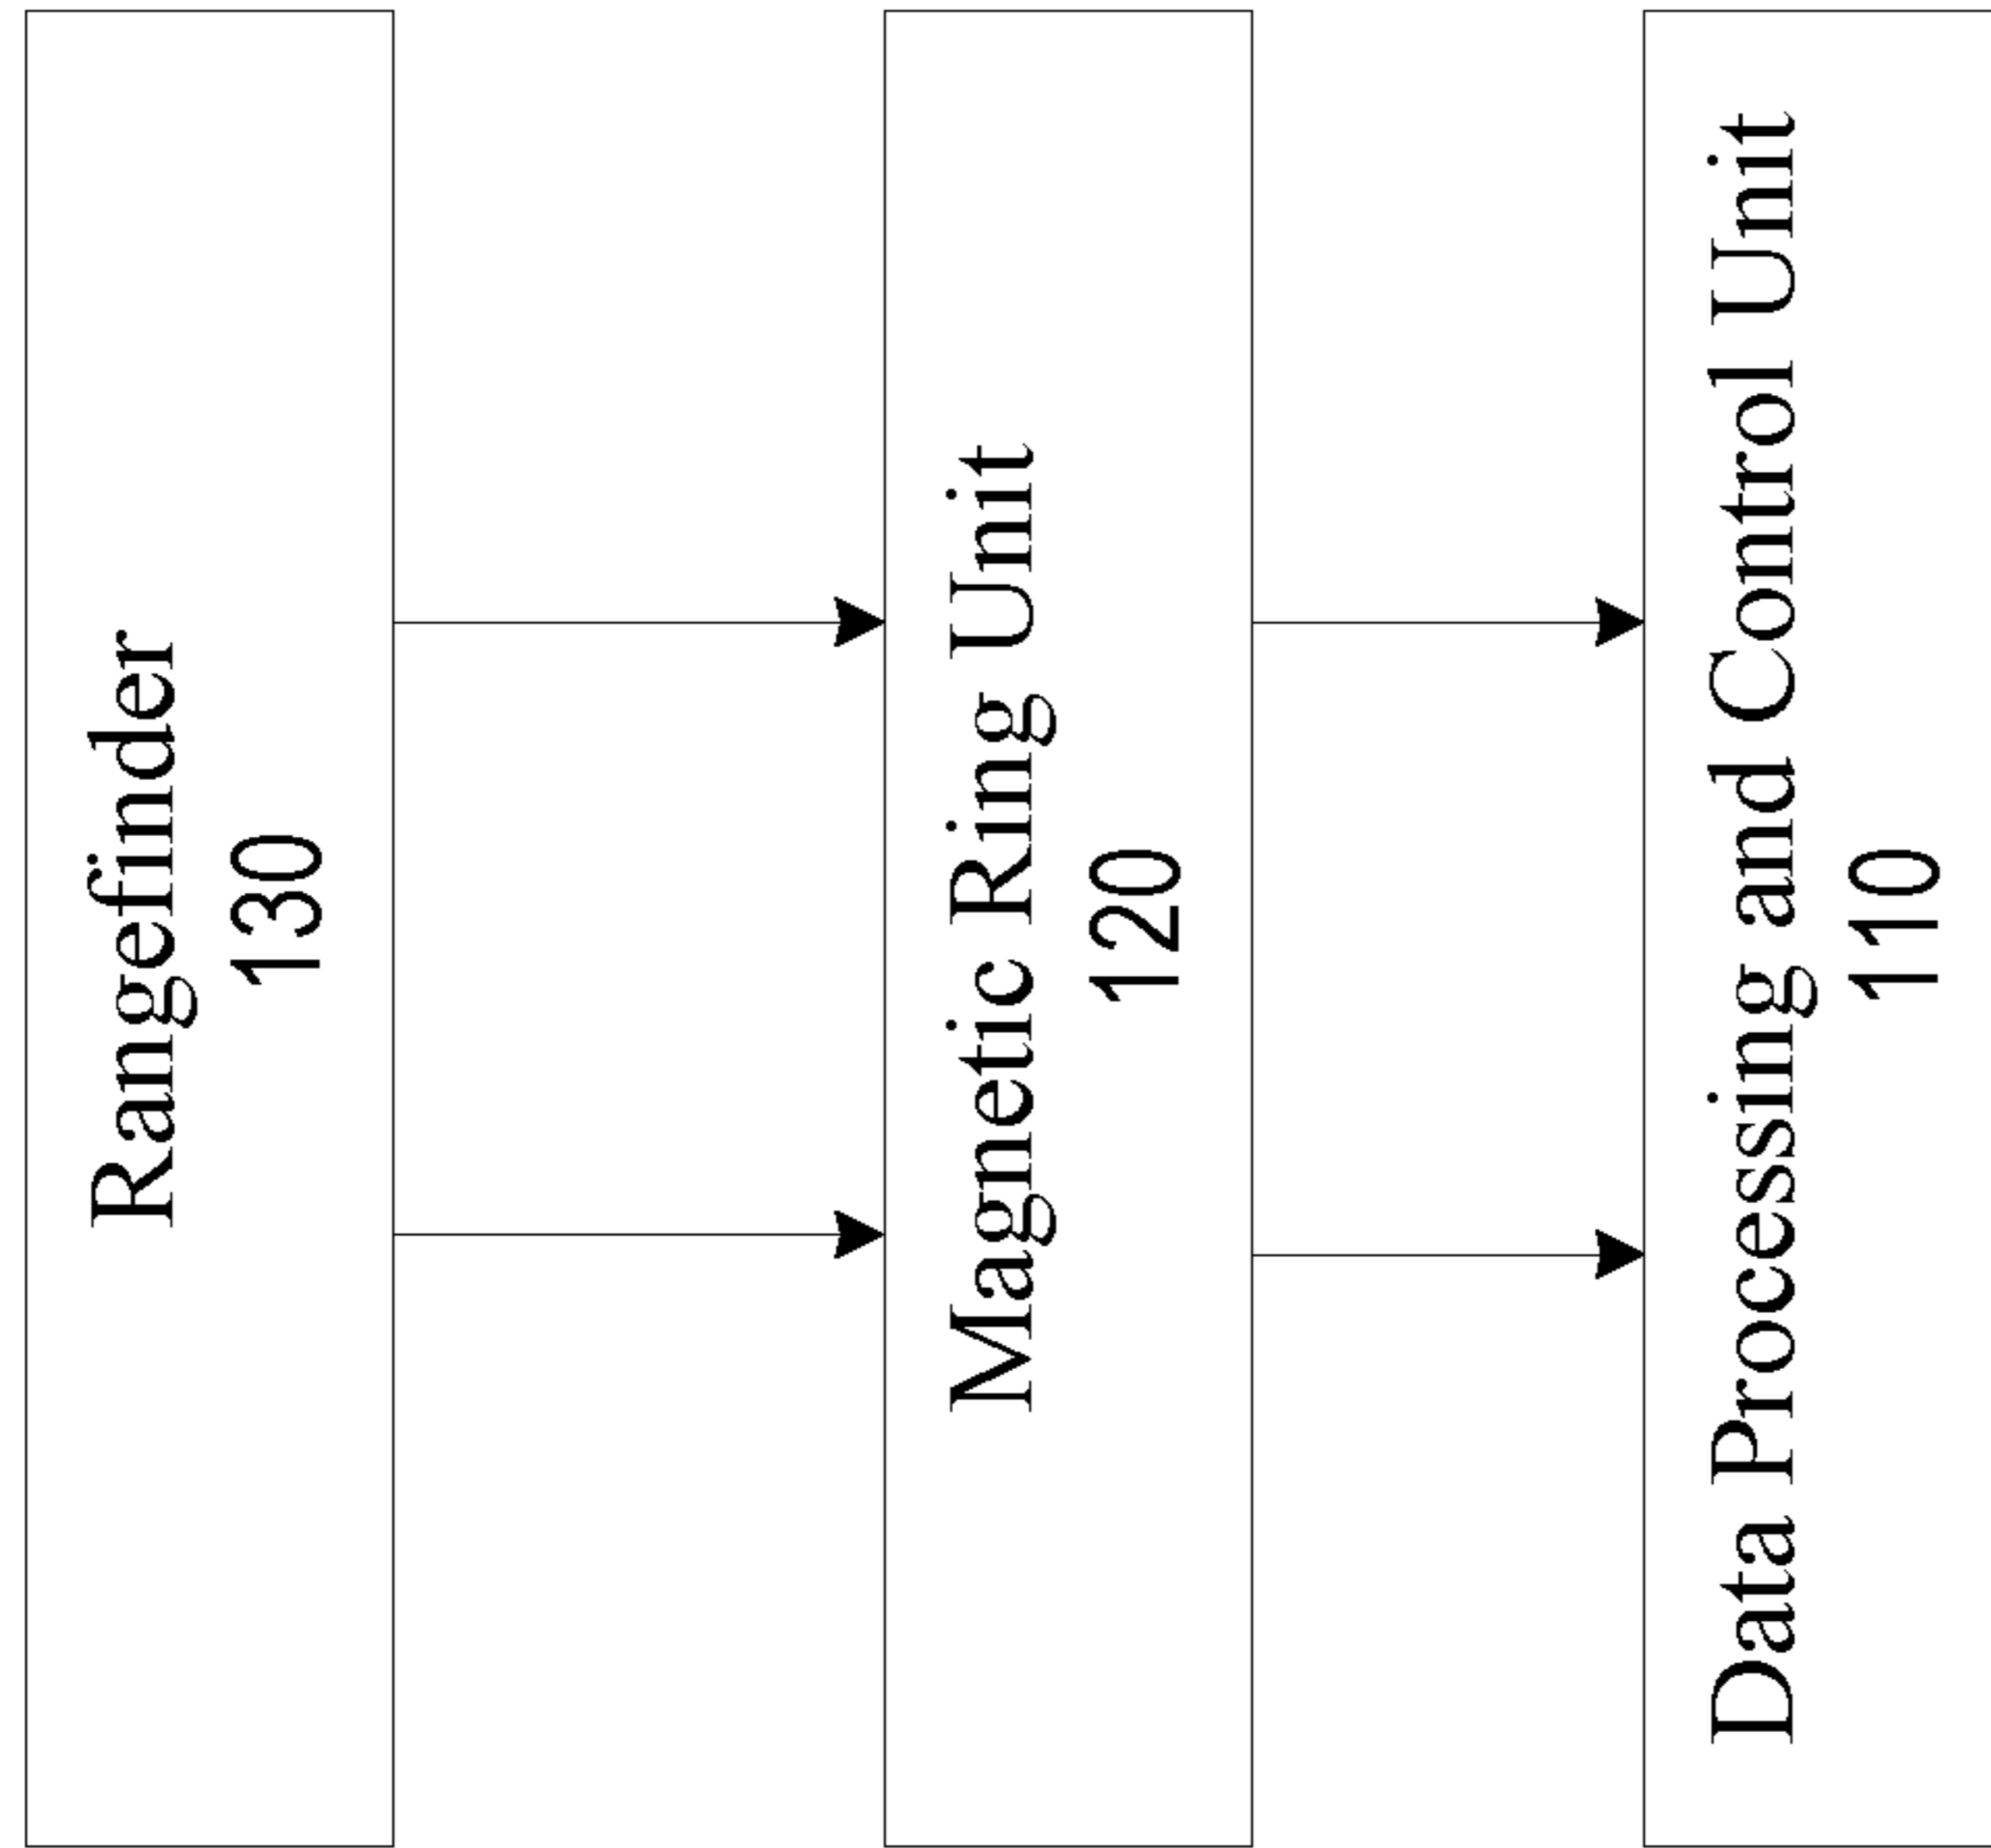 Rangefinder
130
Magnetic Ring Unit
120
Data Processing and Control Unit
110